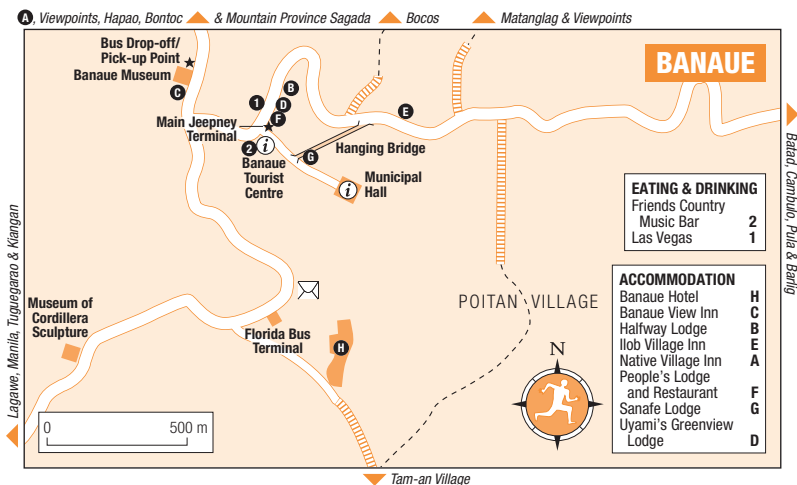 A, Viewpoints, Hapao, Bontoc & Mountain Province Sagada
Bocos
Matanglag & Viewpoints
BANAUE
Bus Drop-off/
Pick-up Point
Banaue Museum
C
1
B
D
F
E
Main Jeepney
Terminal
2
i
G
Hanging Bridge
Banaue
Tourist
Centre
Municipal
Hall
i
Batad, Cambulo, Pula & Barlig
Lagawe, Manila, Tuguegarao & Kiangan
EATING & DRINKING
Friends Country
Music Bar 2
Las Vegas 1
ACCOMMODATION
Banaue Hotel H
Banaue View Inn C
Halfway Lodge B
Ilob Village Inn E
Native Village Inn A
People's Lodge
and Restaurant F
Sanafe Lodge G
Uyami's Greenview
Lodge D
POITAN VILLAGE
Museum of
Cordillera
Sculpture
Florida Bus
Terminal
H
N
0 500 m
Tam-an Village